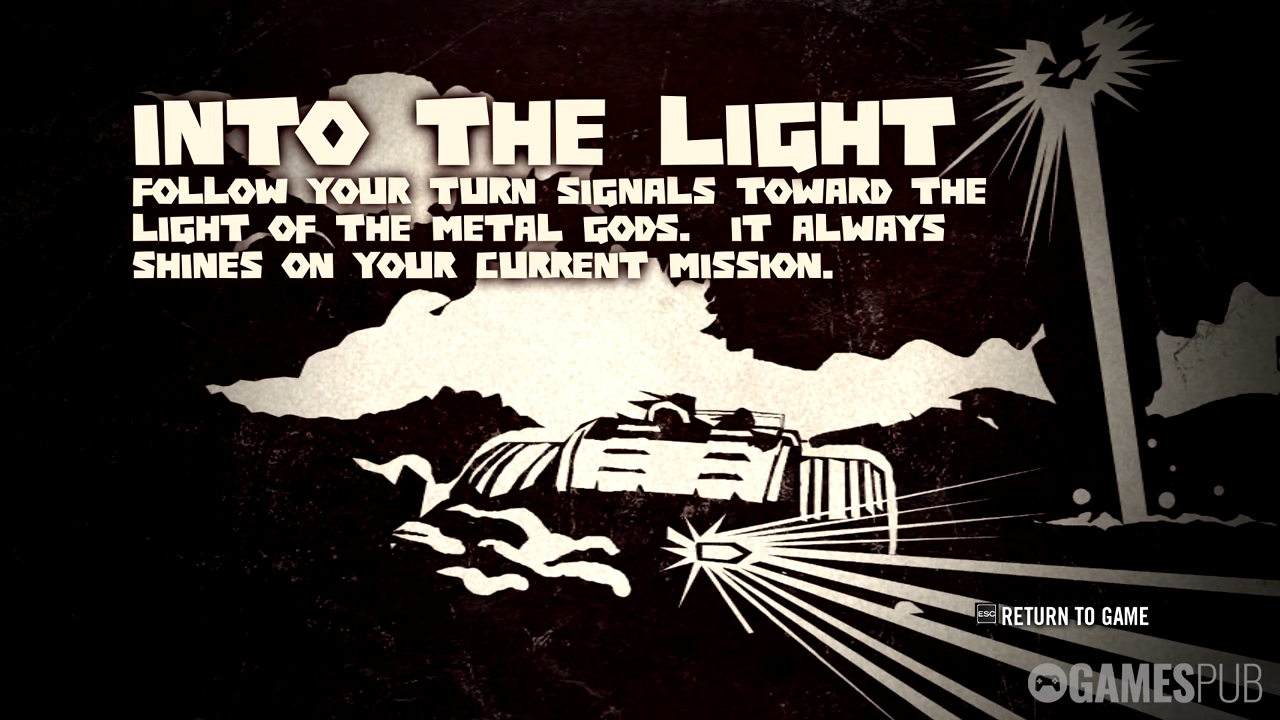 INTO THE LIGHT
FOLLOW YOUR TURN SIGNALS TOWARD THE
LIGHT OF THE METAL GODS.  IT ALWAYS
SHINES ON YOUR CURRENT MISSION.
ESC RETURN TO GAME
GAMESPUB